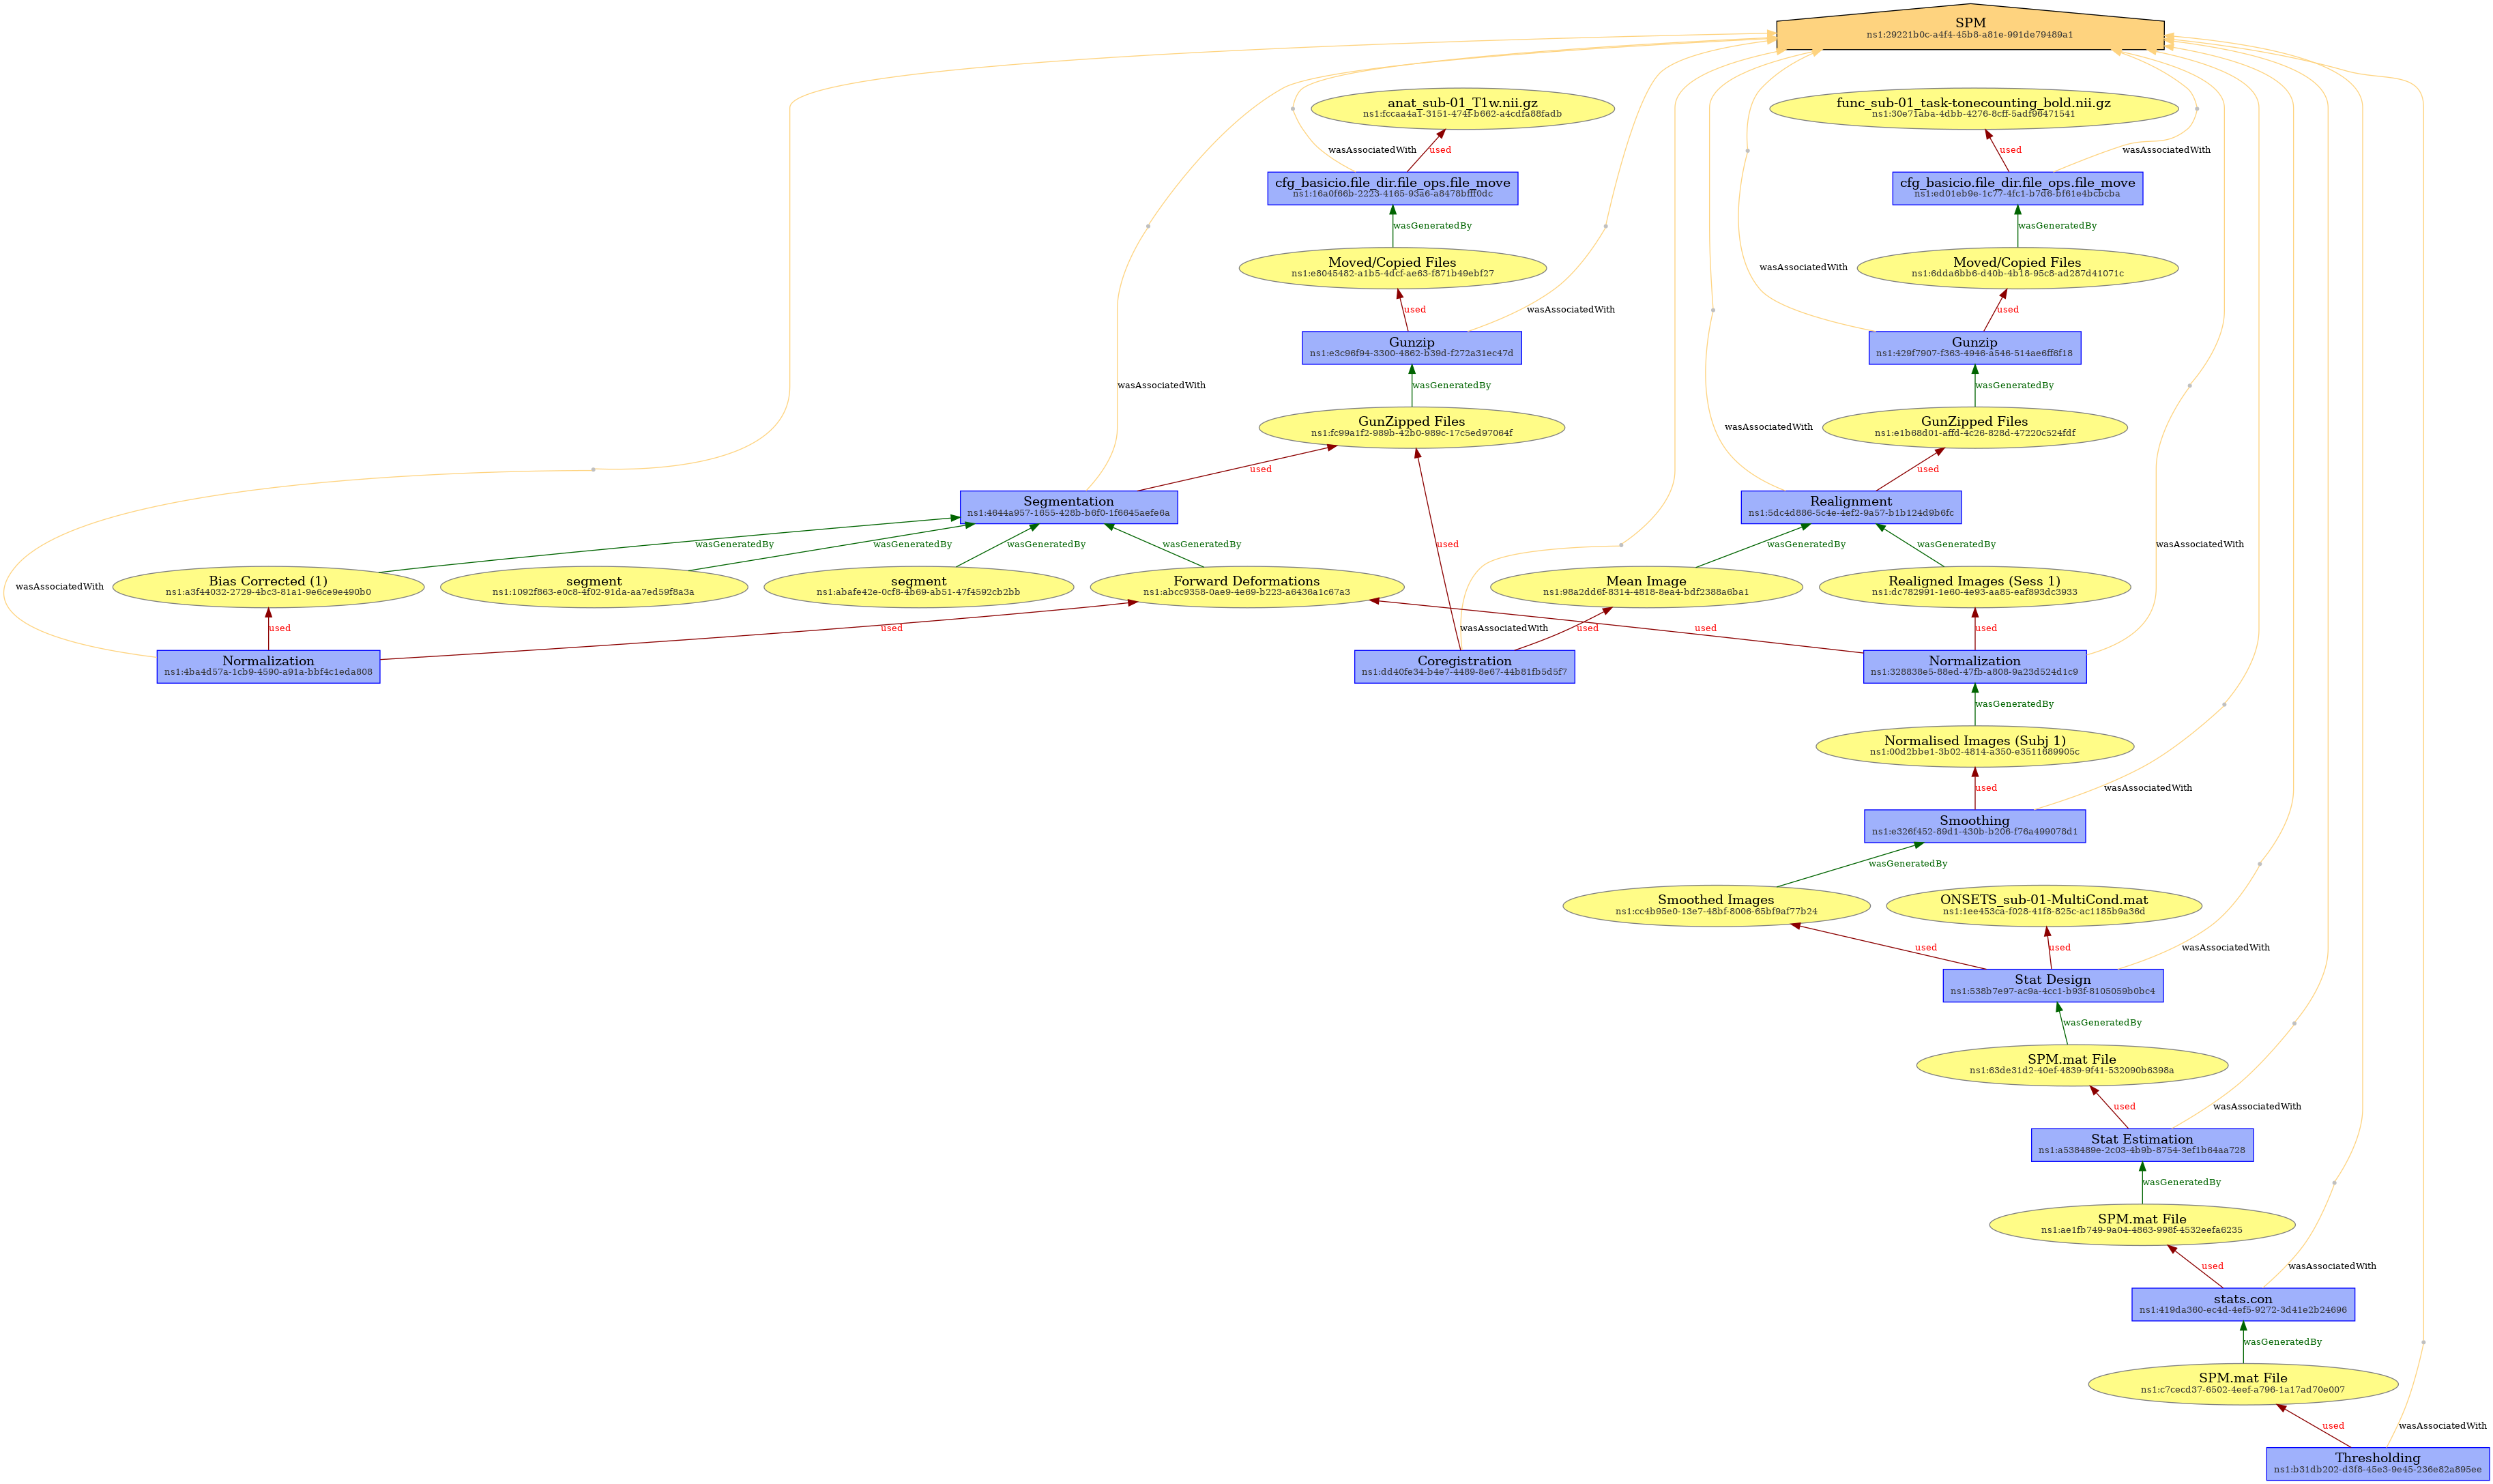 SPM
ns1:29221b0c-a4f4-45b8-a81e-991de79489a1
anat_sub-01_T1w.nii.gz
ns1:fccaa4a1-3151-474f-b662-a4cdfa88fadb
func_sub-01_task-tonecounting_bold.nii.gz
ns1:30e71aba-4dbb-4276-8cff-5adf96471541
wasAssociatedWith
used
used
wasAssociatedWith
cfg_basicio.file_dir.file_ops.file_move
ns1:16a0f66b-2223-4165-93a6-a8478bfff0dc
cfg_basicio.file_dir.file_ops.file_move
ns1:ed01eb9e-1c77-4fc1-b7d6-bf61e4bcbcba
wasGeneratedBy
wasGeneratedBy
Moved/Copied Files
ns1:e8045482-a1b5-4dcf-ae63-f871b49ebf27
wasAssociatedWith
Moved/Copied Files
ns1:6dda6bb6-d40b-4b18-95c8-ad287d41071c
used
wasAssociatedWith
used
Gunzip
ns1:e3c96f94-3300-4862-b39d-f272a31ec47d
Gunzip
ns1:429f7907-f363-4946-a546-514ae6ff6f18
wasAssociatedWith
wasGeneratedBy
wasGeneratedBy
GunZipped Files
ns1:fc99a1f2-989b-42b0-989c-17c5ed97064f
wasAssociatedWith
GunZipped Files
ns1:e1b68d01-affd-4c26-828d-47220c524fdf
used
used
Segmentation
ns1:4644a957-1655-428b-b6f0-1f6645aefe6a
Realignment
ns1:5dc4d886-5c4e-4ef2-9a57-b1b124d9b6fc
wasGeneratedBy
wasGeneratedBy
wasGeneratedBy
wasGeneratedBy
used
wasGeneratedBy
wasGeneratedBy
wasAssociatedWith
wasAssociatedWith
Bias Corrected (1)
ns1:a3f44032-2729-4bc3-81a1-9e6ce9e490b0
segment
ns1:1092f863-e0c8-4f02-91da-aa7ed59f8a3a
segment
ns1:abafe42e-0cf8-4b69-ab51-47f4592cb2bb
Forward Deformations
ns1:abcc9358-0ae9-4e69-b223-a6436a1c67a3
Mean Image
ns1:98a2dd6f-8314-4818-8ea4-bdf2388a6ba1
Realigned Images (Sess 1)
ns1:dc782991-1e60-4e93-aa85-eaf893dc3933
used
used
wasAssociatedWith
used
used
used
Normalization
ns1:4ba4d57a-1cb9-4590-a91a-bbf4c1eda808
Coregistration
ns1:dd40fe34-b4e7-4489-8e67-44b81fb5d5f7
Normalization
ns1:328838e5-88ed-47fb-a808-9a23d524d1c9
wasGeneratedBy
Normalised Images (Subj 1)
ns1:00d2bbe1-3b02-4814-a350-e3511689905c
used
wasAssociatedWith
Smoothing
ns1:e326f452-89d1-430b-b206-f76a499078d1
wasGeneratedBy
Smoothed Images
ns1:cc4b95e0-13e7-48bf-8006-65bf9af77b24
ONSETS_sub-01-MultiCond.mat
ns1:1ee453ca-f028-41f8-825c-ac1185b9a36d
used
used
wasAssociatedWith
Stat Design
ns1:538b7e97-ac9a-4cc1-b93f-8105059b0bc4
wasGeneratedBy
SPM.mat File
ns1:63de31d2-40ef-4839-9f41-532090b6398a
used
wasAssociatedWith
Stat Estimation
ns1:a538489e-2c03-4b9b-8754-3ef1b64aa728
wasGeneratedBy
SPM.mat File
ns1:ae1fb749-9a04-4863-998f-4532eefa6235
used
wasAssociatedWith
stats.con
ns1:419da360-ec4d-4ef5-9272-3d41e2b24696
wasGeneratedBy
SPM.mat File
ns1:c7cecd37-6502-4eef-a796-1a17ad70e007
used
wasAssociatedWith
Thresholding
ns1:b31db202-d3f8-45e3-9e45-236e82a895ee